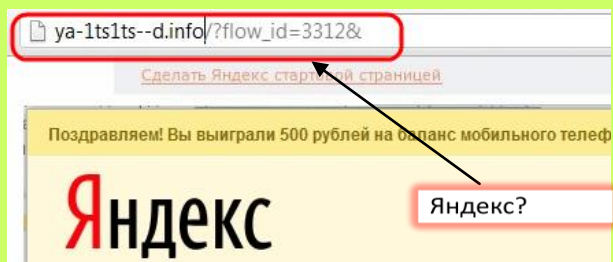 ya-1ts1ts--d.info/?flow_id=3312&
Сделать Яндекс стартовой страницей
Поздравляем! Вы выиграли 500 рублей на баланс мобильного
Яндекс
Яндекс?